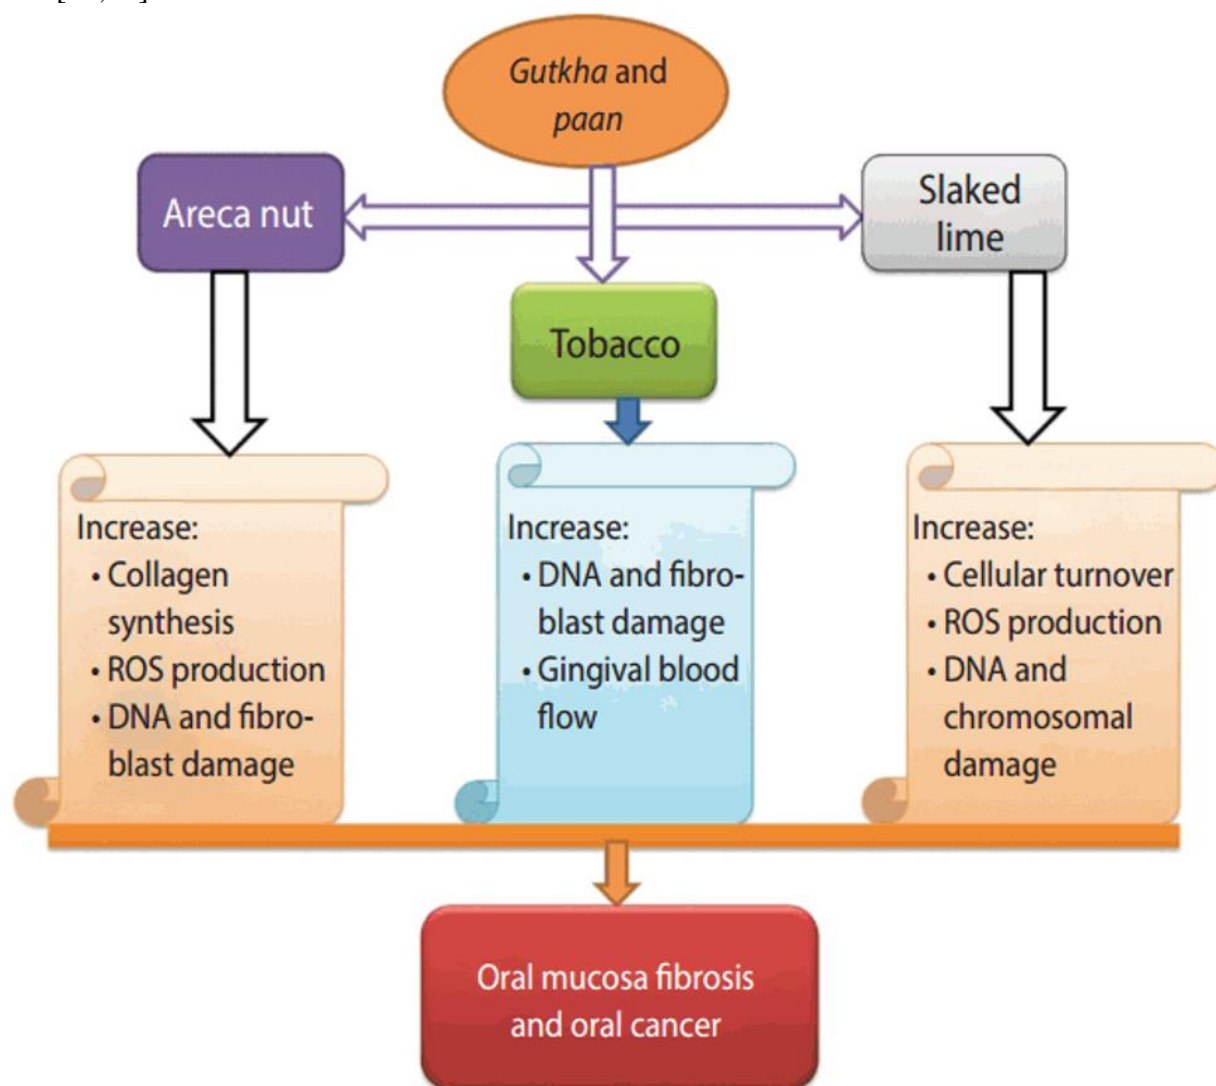 Gutkha and
paan
Areca nut
Slaked
lime
Tobacco
Increase:
• Collagen
synthesis
• ROS production
• DNA and fibro-
blast damage
Increase:
• DNA and fibro-
blast damage
• Gingival blood
flow
Increase:
• Cellular turnover
• ROS production
• DNA and
chromosomal
damage
Oral mucosa fibrosis
and oral cancer